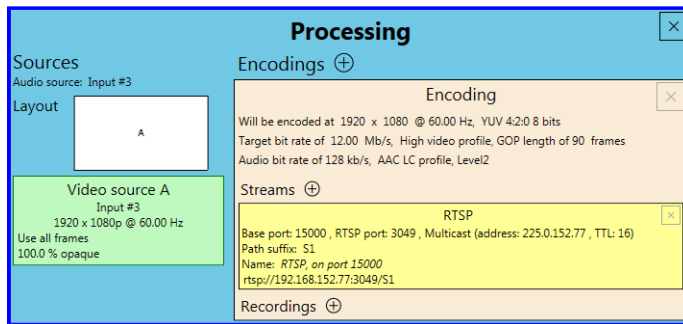 Processing
Sources
Audio source: Input #3
Layout
A
Video source A
Input #3
1920 x 1080p @ 60.00 Hz
Use all frames
100.0 % opaque
Encodings
Encoding
Will be encoded at 1920 x 1080 @ 60.00 Hz, YUV 4:2:0 8 bits
Target bit rate of 12.00 Mb/s, High video profile, GOP length of 90 frames
Audio bit rate of 128 kb/s, AAC LC profile, Level2
Streams
RTSP
Base port: 15000 , RTSP port: 3049 , Multicast (address: 225.0.152.77 , TTL: 16)
Path suffix: S1
Name: RTSP, on port 15000
rtsp://192.168.152.77:3049/S1
Recordings